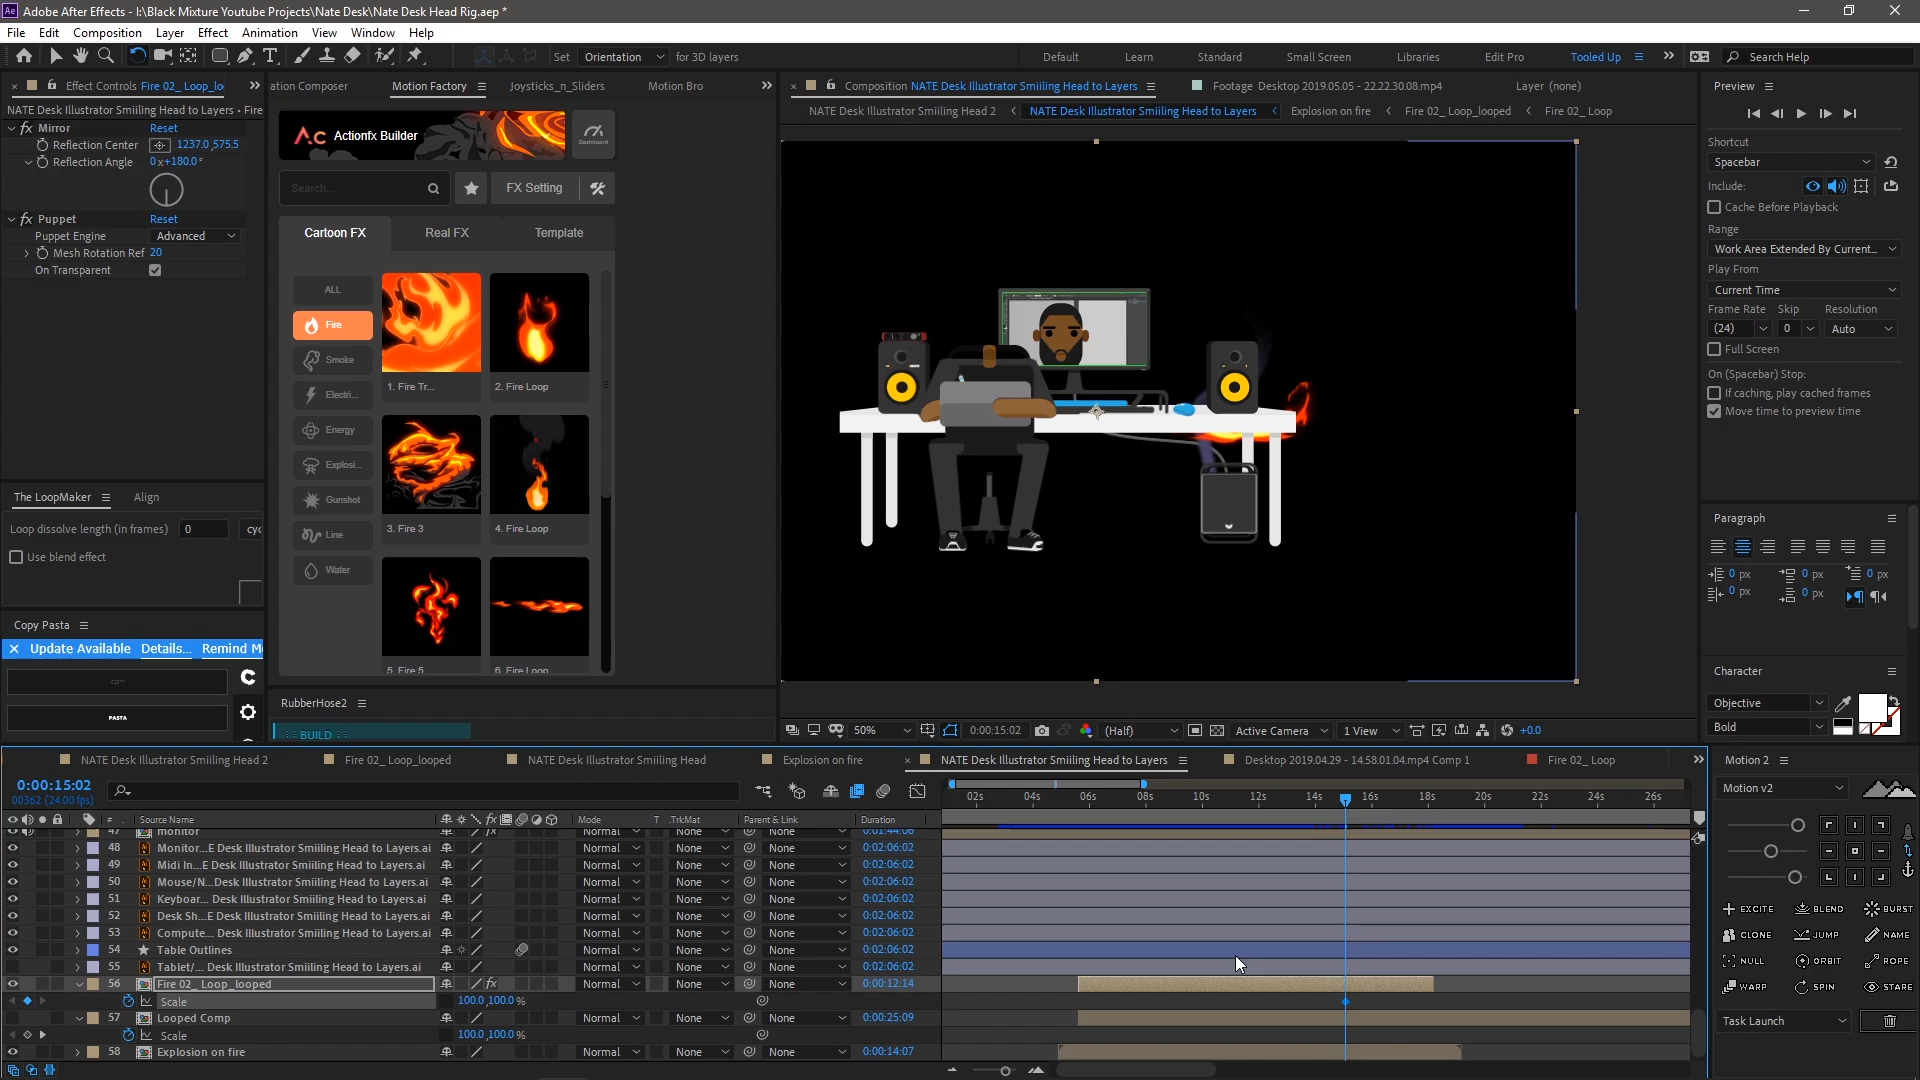 Adobe After Effects - I:\Black Mixture Youtube Projects\Nate Desk\Nate Desk Head Rig.aep *
File Edit Composition Layer Effect Animation View Window Help
Set Orientation for 3D layers
Default Learn Standard Small Screen Libraries Edit Pro Tooled Up Search Help
Effect Controls Fire 02_ Loop_lo
ation Composer Motion Factory Joysticks_n_Sliders Motion Bro
Composition NATE Desk Illustrator Smiiling Head to Layers
Footage Desktop 2019.05.05 - 22.22.30.08.mp4
Layer (none)
Preview
NATE Desk Illustrator Smiiling Head to Layers - Fire
NATE Desk Illustrator Smiiling Head 2 NATE Desk Illustrator Smiiling Head to Layers Explosion on fire Fire 02_ Loop_looped Fire 02_ Loop
fx Mirror Reset
Reflection Center 1237.0,575.5
Reflection Angle 0x+180.0°
fx Puppet Reset
Puppet Engine Advanced
Mesh Rotation Ref 20
On Transparent
The LoopMaker Align
Loop dissolve length (in frames) 0 cyc
Use blend effect
Copy Pasta
Update Available Details... Remind M
COPY
PASTA
Actionfx Builder
Dashboard
Search...
FX Setting
Cartoon FX Real FX Template
ALL
Fire
Smoke
Electri...
Energy
Explosi...
Gunshot
Line
Water
1. Fire Tr...
2. Fire Loop
3. Fire 3
4. Fire Loop
5. Fire 5
6. Fire Loop
RubberHose2
:: BUILD ::
50% 0:00:15:02 (Half) Active Camera 1 View +0.0
Shortcut
Spacebar
Include:
Cache Before Playback
Range
Work Area Extended By Current...
Play From
Current Time
Frame Rate Skip Resolution
(24) 0 Auto
Full Screen
On (Spacebar) Stop:
If caching, play cached frames
Move time to preview time
Paragraph
0 px 0 px 0 px
0 px 0 px
Character
Objective
Bold
NATE Desk Illustrator Smiiling Head 2 Fire 02_ Loop_looped NATE Desk Illustrator Smiiling Head Explosion on fire NATE Desk Illustrator Smiiling Head to Layers Desktop 2019.04.29 - 14.58.01.04.mp4 Comp 1 Fire 02_ Loop
0:00:15:02
00362 (24.00 fps)
02s 04s 06s 08s 10s 12s 14s 16s 18s 20s 22s 24s 26s
# Source Name Mode T .TrkMat Parent & Link Duration
47 monitor Normal None None 0:01:44:06
48 Monitor...E Desk Illustrator Smiiling Head to Layers.ai Normal None None 0:02:06:02
49 Midi In...E Desk Illustrator Smiiling Head to Layers.ai Normal None None 0:02:06:02
50 Mouse/N...Desk Illustrator Smiiling Head to Layers.ai Normal None None 0:02:06:02
51 Keyboar... Desk Illustrator Smiiling Head to Layers.ai Normal None None 0:02:06:02
52 Desk Sh...E Desk Illustrator Smiiling Head to Layers.ai Normal None None 0:02:06:02
53 Compute... Desk Illustrator Smiiling Head to Layers.ai Normal None None 0:02:06:02
54 Table Outlines Normal None None 0:02:06:02
55 Tablet/... Desk Illustrator Smiiling Head to Layers.ai Normal None None 0:02:06:02
56 Fire 02_ Loop_looped Normal None None 0:00:12:14
Scale 100.0,100.0%
57 Looped Comp Normal None None 0:00:25:09
Scale 100.0,100.0%
58 Explosion on fire Normal None None 0:00:14:07
Motion 2
Motion v2
EXCITE BLEND BURST
CLONE JUMP NAME
NULL ORBIT ROPE
WARP SPIN STARE
Task Launch